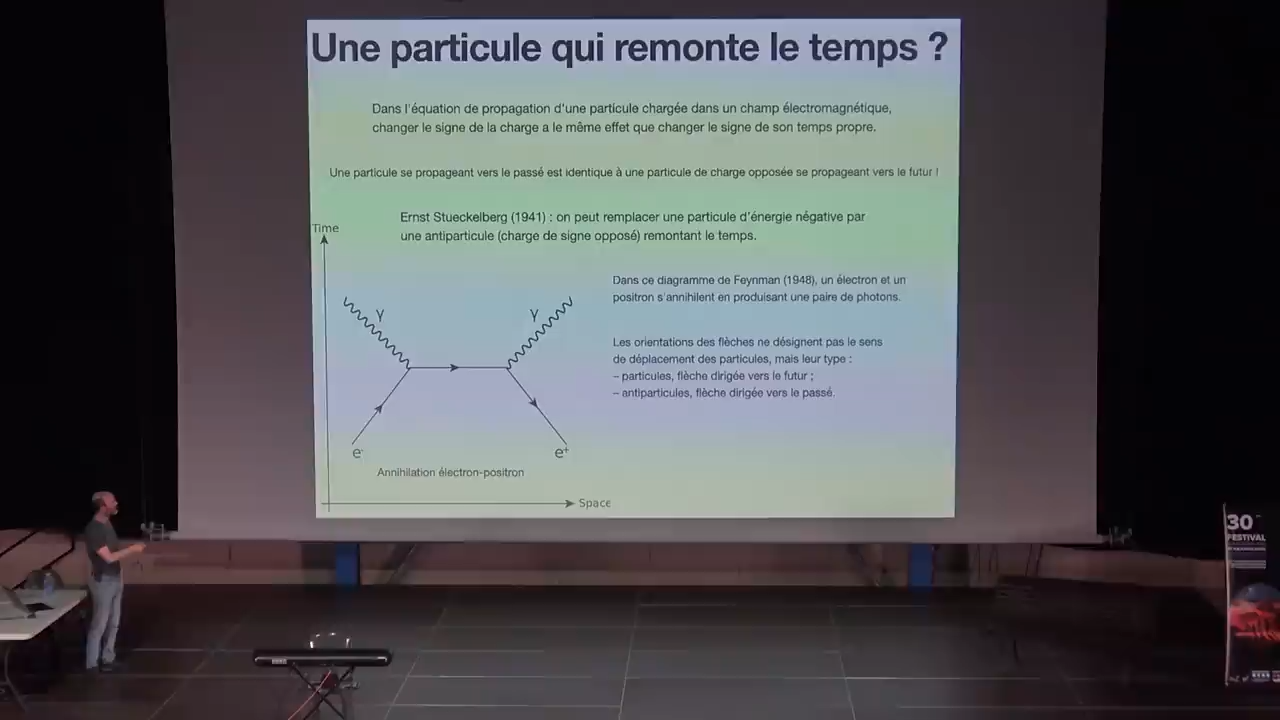 Une particule qui remonte le temps ?
Dans l'équation de propagation d'une particule chargée dans un champ électromagnétique,
changer le signe de la charge a le même effet que changer le signe de son temps propre.
Une particule se propageant vers le passé est identique à une particule de charge opposée se propageant vers le futur !
Ernst Stueckelberg (1941) : on peut remplacer une particule d'énergie négative par
une antiparticule (charge de signe opposé) remontant le temps.
Time
Dans ce diagramme de Feynman (1948), un électron et un
positron s'annihilent en produisant une paire de photons.
γ
γ
Les orientations des flèches ne désignent pas le sens
de déplacement des particules, mais leur type :
– particules, flèche dirigée vers le futur ;
– antiparticules, flèche dirigée vers le passé.
e-
e+
Annihilation électron-positron
Space
30
FESTIVAL